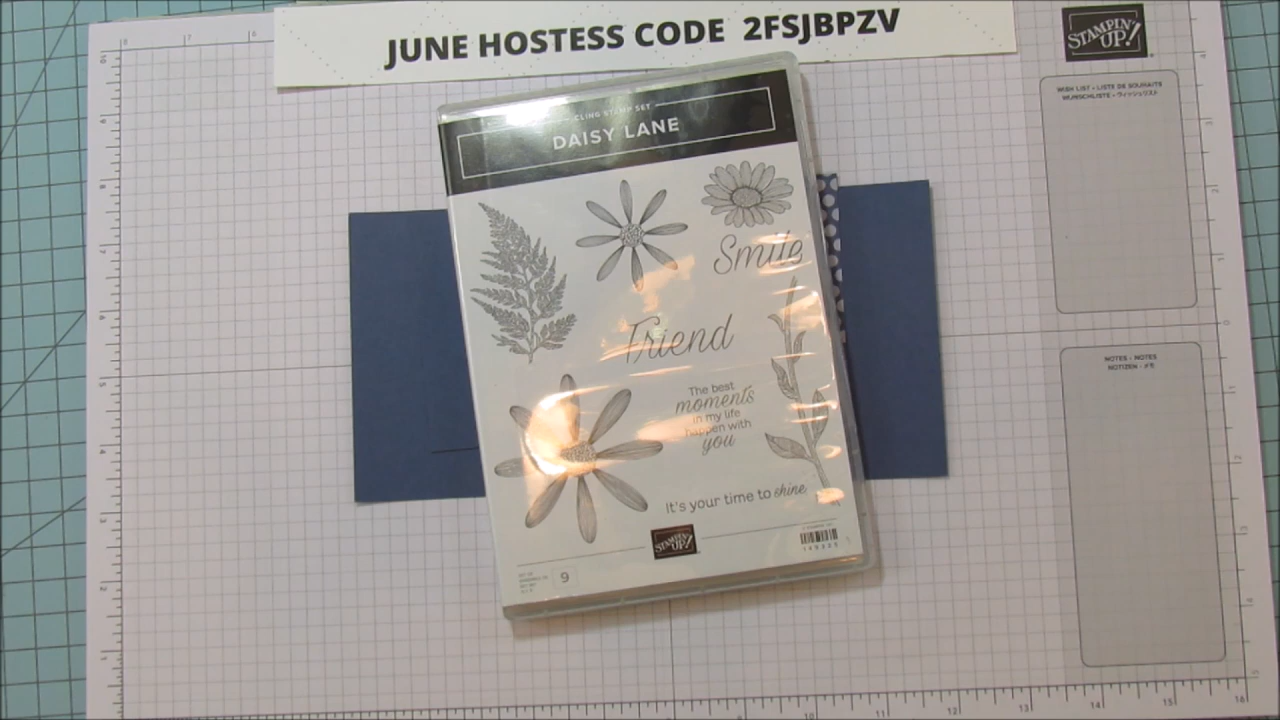 JUNE HOSTESS CODE 2FSJBPZV
STAMPIN' UP!
WISH LIST • LISTE DE SOUHAITS
WUNSCHLISTE • ウィッシュリスト
CLING STAMP SET
DAISY LANE
Smile
Friend
The best
moments
in my life
happen with
you
It's your time to shine
STAMPIN' UP!
9
NOTES • NOTES
NOTIZEN • メモ